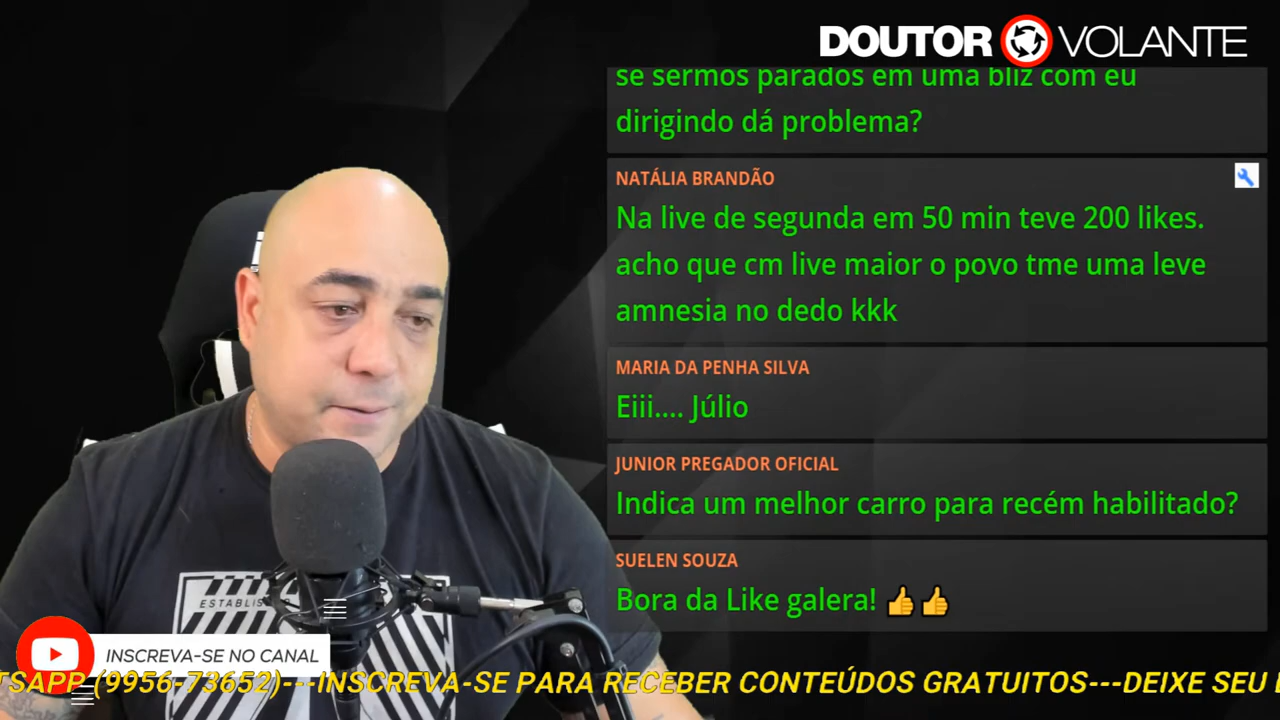 DOUTOR VOLANTE
se sermos parados em uma bliz com eu
dirigindo dá problema?
NATÁLIA BRANDÃO
Na live de segunda em 50 min teve 200 likes.
acho que cm live maior o povo tme uma leve
amnesia no dedo kkk
MARIA DA PENHA SILVA
Eiii.... Júlio
JUNIOR PREGADOR OFICIAL
Indica um melhor carro para recém habilitado?
SUELEN SOUZA
Bora da Like galera! 👍👍
INSCREVA-SE NO CANAL
TSAPP (9956-73652)---INSCREVA-SE PARA RECEBER CONTEÚDOS GRATUITOS---DEIXE SEU